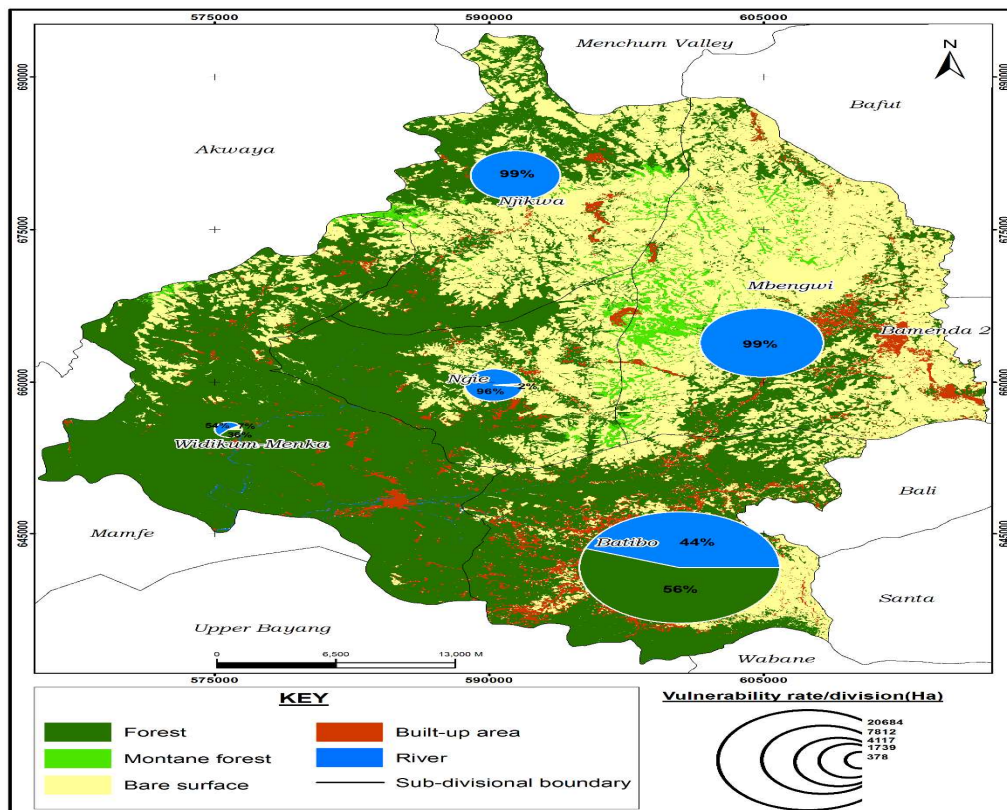 575000 590000 605000
Menchum Valley
N
690000 690000
Bafut
Akwaya
99%
Njikwa
675000 675000
Mbengwi
99%
Bamenda 2
Ngie
2%
96%
660000 660000
54% 7%
36%
Widikum-Menka
Bali
Mamfe
645000 645000
Batibo 44%
56%
Santa
Upper Bayang
Wabane
0 6,500 13,000 M
575000 590000 605000
KEY
Forest
Montane forest
Bare surface
Built-up area
River
Sub-divisional boundary
Vulnerability rate/division(Ha)
20684
7812
4117
1739
378